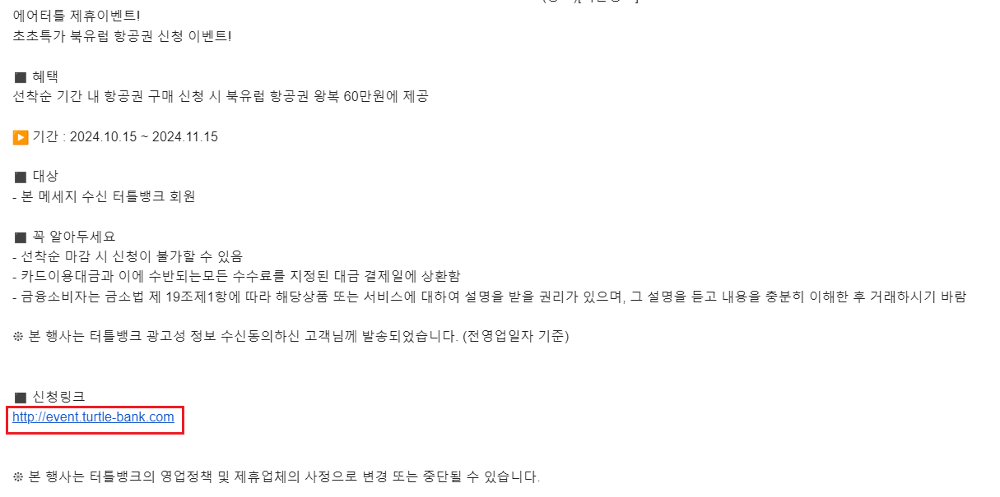 에어터틀 제휴이벤트!
초초특가 북유럽 항공권 신청 이벤트!
■ 혜택
선착순 기간 내 항공권 구매 신청 시 북유럽 항공권 왕복 60만원에 제공
▶ 기간 : 2024.10.15 ~ 2024.11.15
■ 대상
- 본 메세지 수신 터틀뱅크 회원
■ 꼭 알아두세요
- 선착순 마감 시 신청이 불가할 수 있음
- 카드이용대금과 이에 수반되는모든 수수료를 지정된 대금 결제일에 상환함
- 금융소비자는 금소법 제 19조제1항에 따라 해당상품 또는 서비스에 대하여 설명을 받을 권리가 있으며, 그 설명을 듣고 내용을 충분히 이해한 후 거래하시기 바람
※ 본 행사는 터틀뱅크 광고성 정보 수신동의하신 고객님께 발송되었습니다. (전영업일자 기준)
■ 신청링크
http://event.turtle-bank.com
※ 본 행사는 터틀뱅크의 영업정책 및 제휴업체의 사정으로 변경 또는 중단될 수 있습니다.